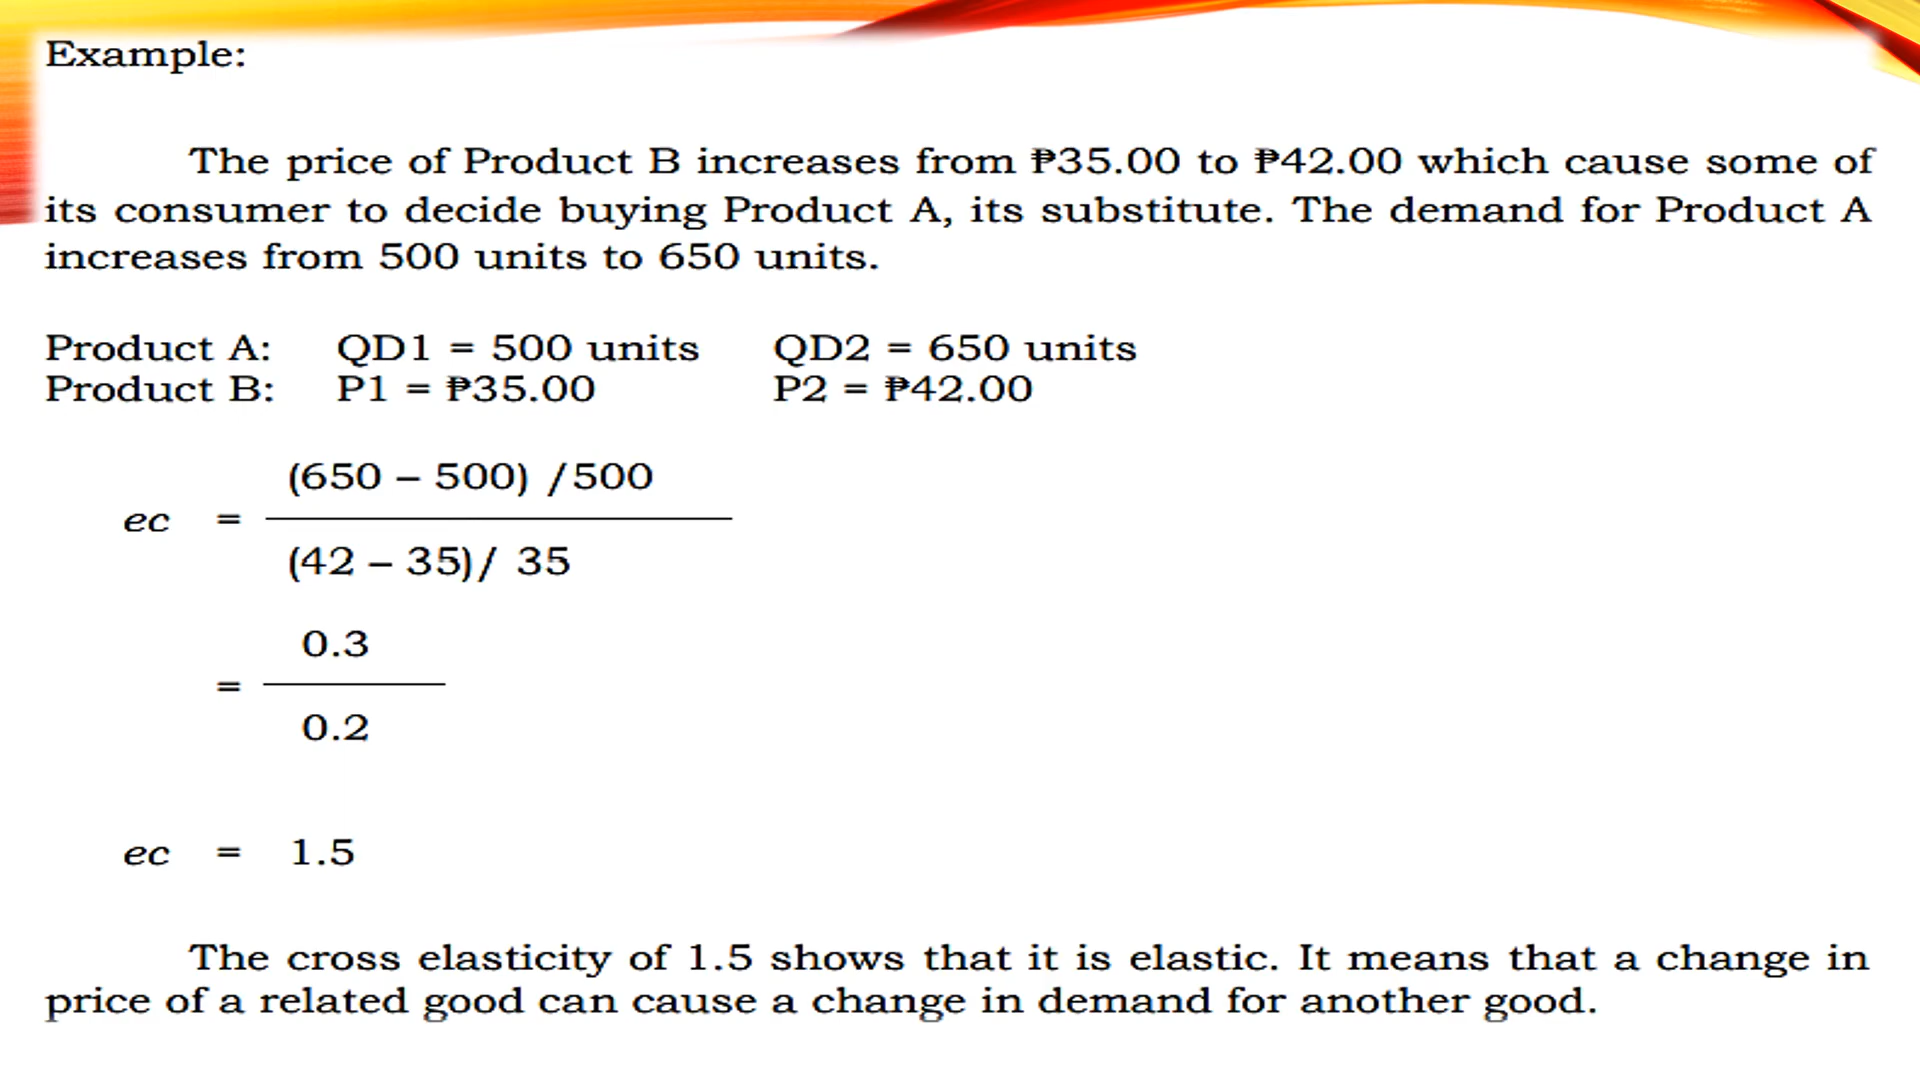 Example:
The price of Product B increases from ₱35.00 to ₱42.00 which cause some of
its consumer to decide buying Product A, its substitute. The demand for Product A
increases from 500 units to 650 units.
Product A: QD1 = 500 units QD2 = 650 units
Product B: P1 = ₱35.00 P2 = ₱42.00
(650 – 500) /500
ec =
(42 – 35)/ 35
0.3
=
0.2
ec = 1.5
The cross elasticity of 1.5 shows that it is elastic. It means that a change in
price of a related good can cause a change in demand for another good.